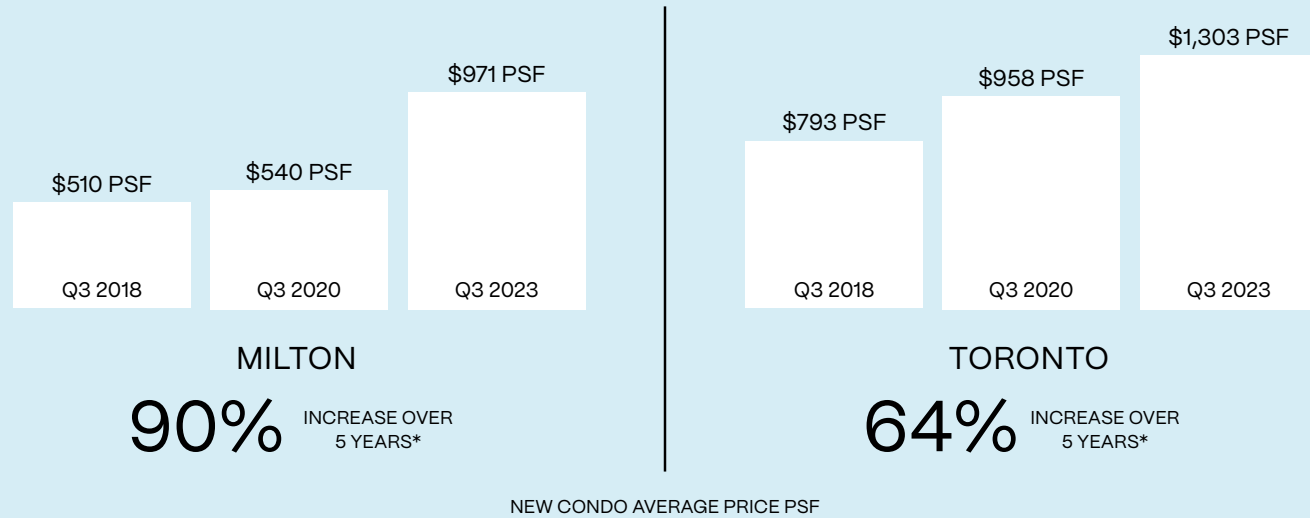 $510 PSF
$540 PSF
$971 PSF
Q3 2018
Q3 2020
Q3 2023
MILTON
90%
INCREASE OVER
5 YEARS*
$793 PSF
$958 PSF
$1,303 PSF
Q3 2018
Q3 2020
Q3 2023
TORONTO
64%
INCREASE OVER
5 YEARS*
NEW CONDO AVERAGE PRICE PSF